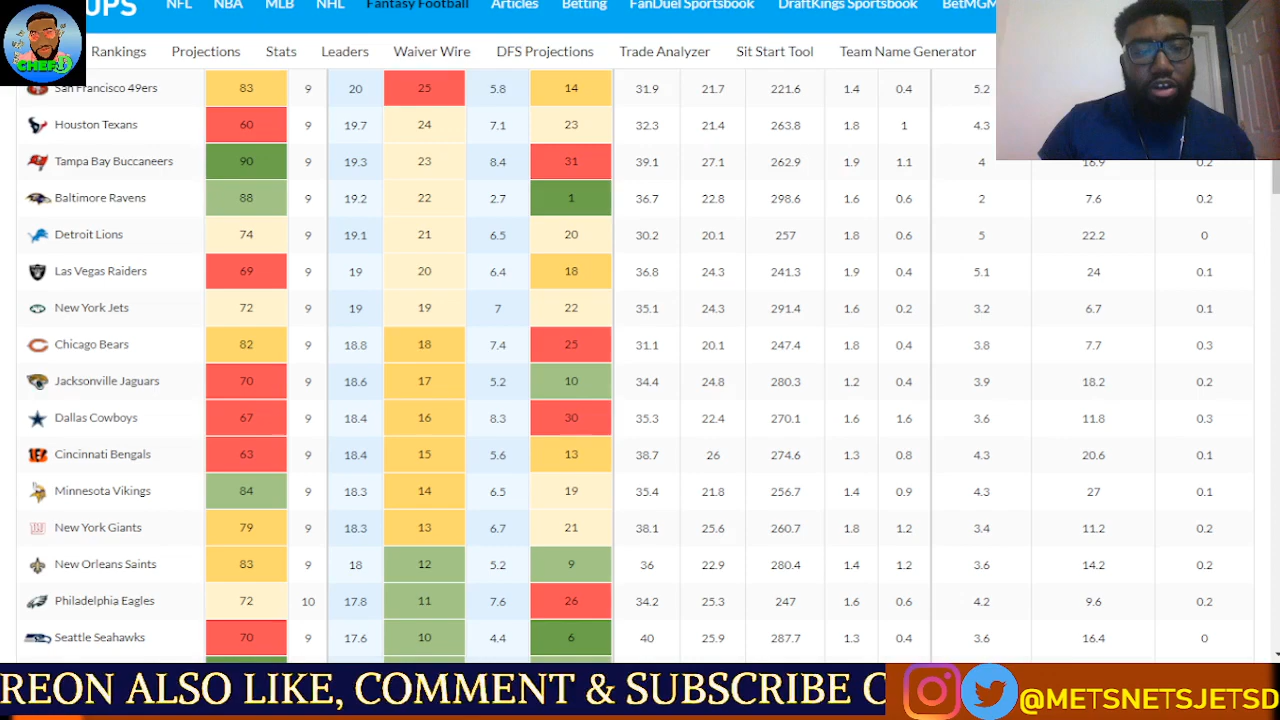 UPS NFL NBA MLB NHL Fantasy Football Articles Betting FanDuel Sportsbook DraftKings Sportsbook BetMGM
CHEF
Rankings Projections Stats Leaders Waiver Wire DFS Projections Trade Analyzer Sit Start Tool Team Name Generator
San Francisco 49ers 83 9 20 25 5.8 14 31.9 21.7 221.6 1.4 0.4 5.2
Houston Texans 60 9 19.7 24 7.1 23 32.3 21.4 263.8 1.8 1 4.3
Tampa Bay Buccaneers 90 9 19.3 23 8.4 31 39.1 27.1 262.9 1.9 1.1 4 16.9 0.2
Baltimore Ravens 88 9 19.2 22 2.7 1 36.7 22.8 298.6 1.6 0.6 2 7.6 0.2
Detroit Lions 74 9 19.1 21 6.5 20 30.2 20.1 257 1.8 0.6 5 22.2 0
Las Vegas Raiders 69 9 19 20 6.4 18 36.8 24.3 241.3 1.9 0.4 5.1 24 0.1
New York Jets 72 9 19 19 7 22 35.1 24.3 291.4 1.6 0.2 3.2 6.7 0.1
Chicago Bears 82 9 18.8 18 7.4 25 31.1 20.1 247.4 1.8 0.4 3.8 7.7 0.3
Jacksonville Jaguars 70 9 18.6 17 5.2 10 34.4 24.8 280.3 1.2 0.4 3.9 18.2 0.2
Dallas Cowboys 67 9 18.4 16 8.3 30 35.3 22.4 270.1 1.6 1.6 3.6 11.8 0.3
Cincinnati Bengals 63 9 18.4 15 5.6 13 38.7 26 274.6 1.3 0.8 4.3 20.6 0.1
Minnesota Vikings 84 9 18.3 14 6.5 19 35.4 21.8 256.7 1.4 0.9 4.3 27 0.1
New York Giants 79 9 18.3 13 6.7 21 38.1 25.6 260.7 1.8 1.2 3.4 11.2 0.2
New Orleans Saints 83 9 18 12 5.2 9 36 22.9 280.4 1.4 1.2 3.6 14.2 0.2
Philadelphia Eagles 72 10 17.8 11 7.6 26 34.2 25.3 247 1.6 0.6 4.2 9.6 0.2
Seattle Seahawks 70 9 17.6 10 4.4 6 40 25.9 287.7 1.3 0.4 3.6 16.4 0
REON ALSO LIKE, COMMENT & SUBSCRIBE @METSNETSJETSD